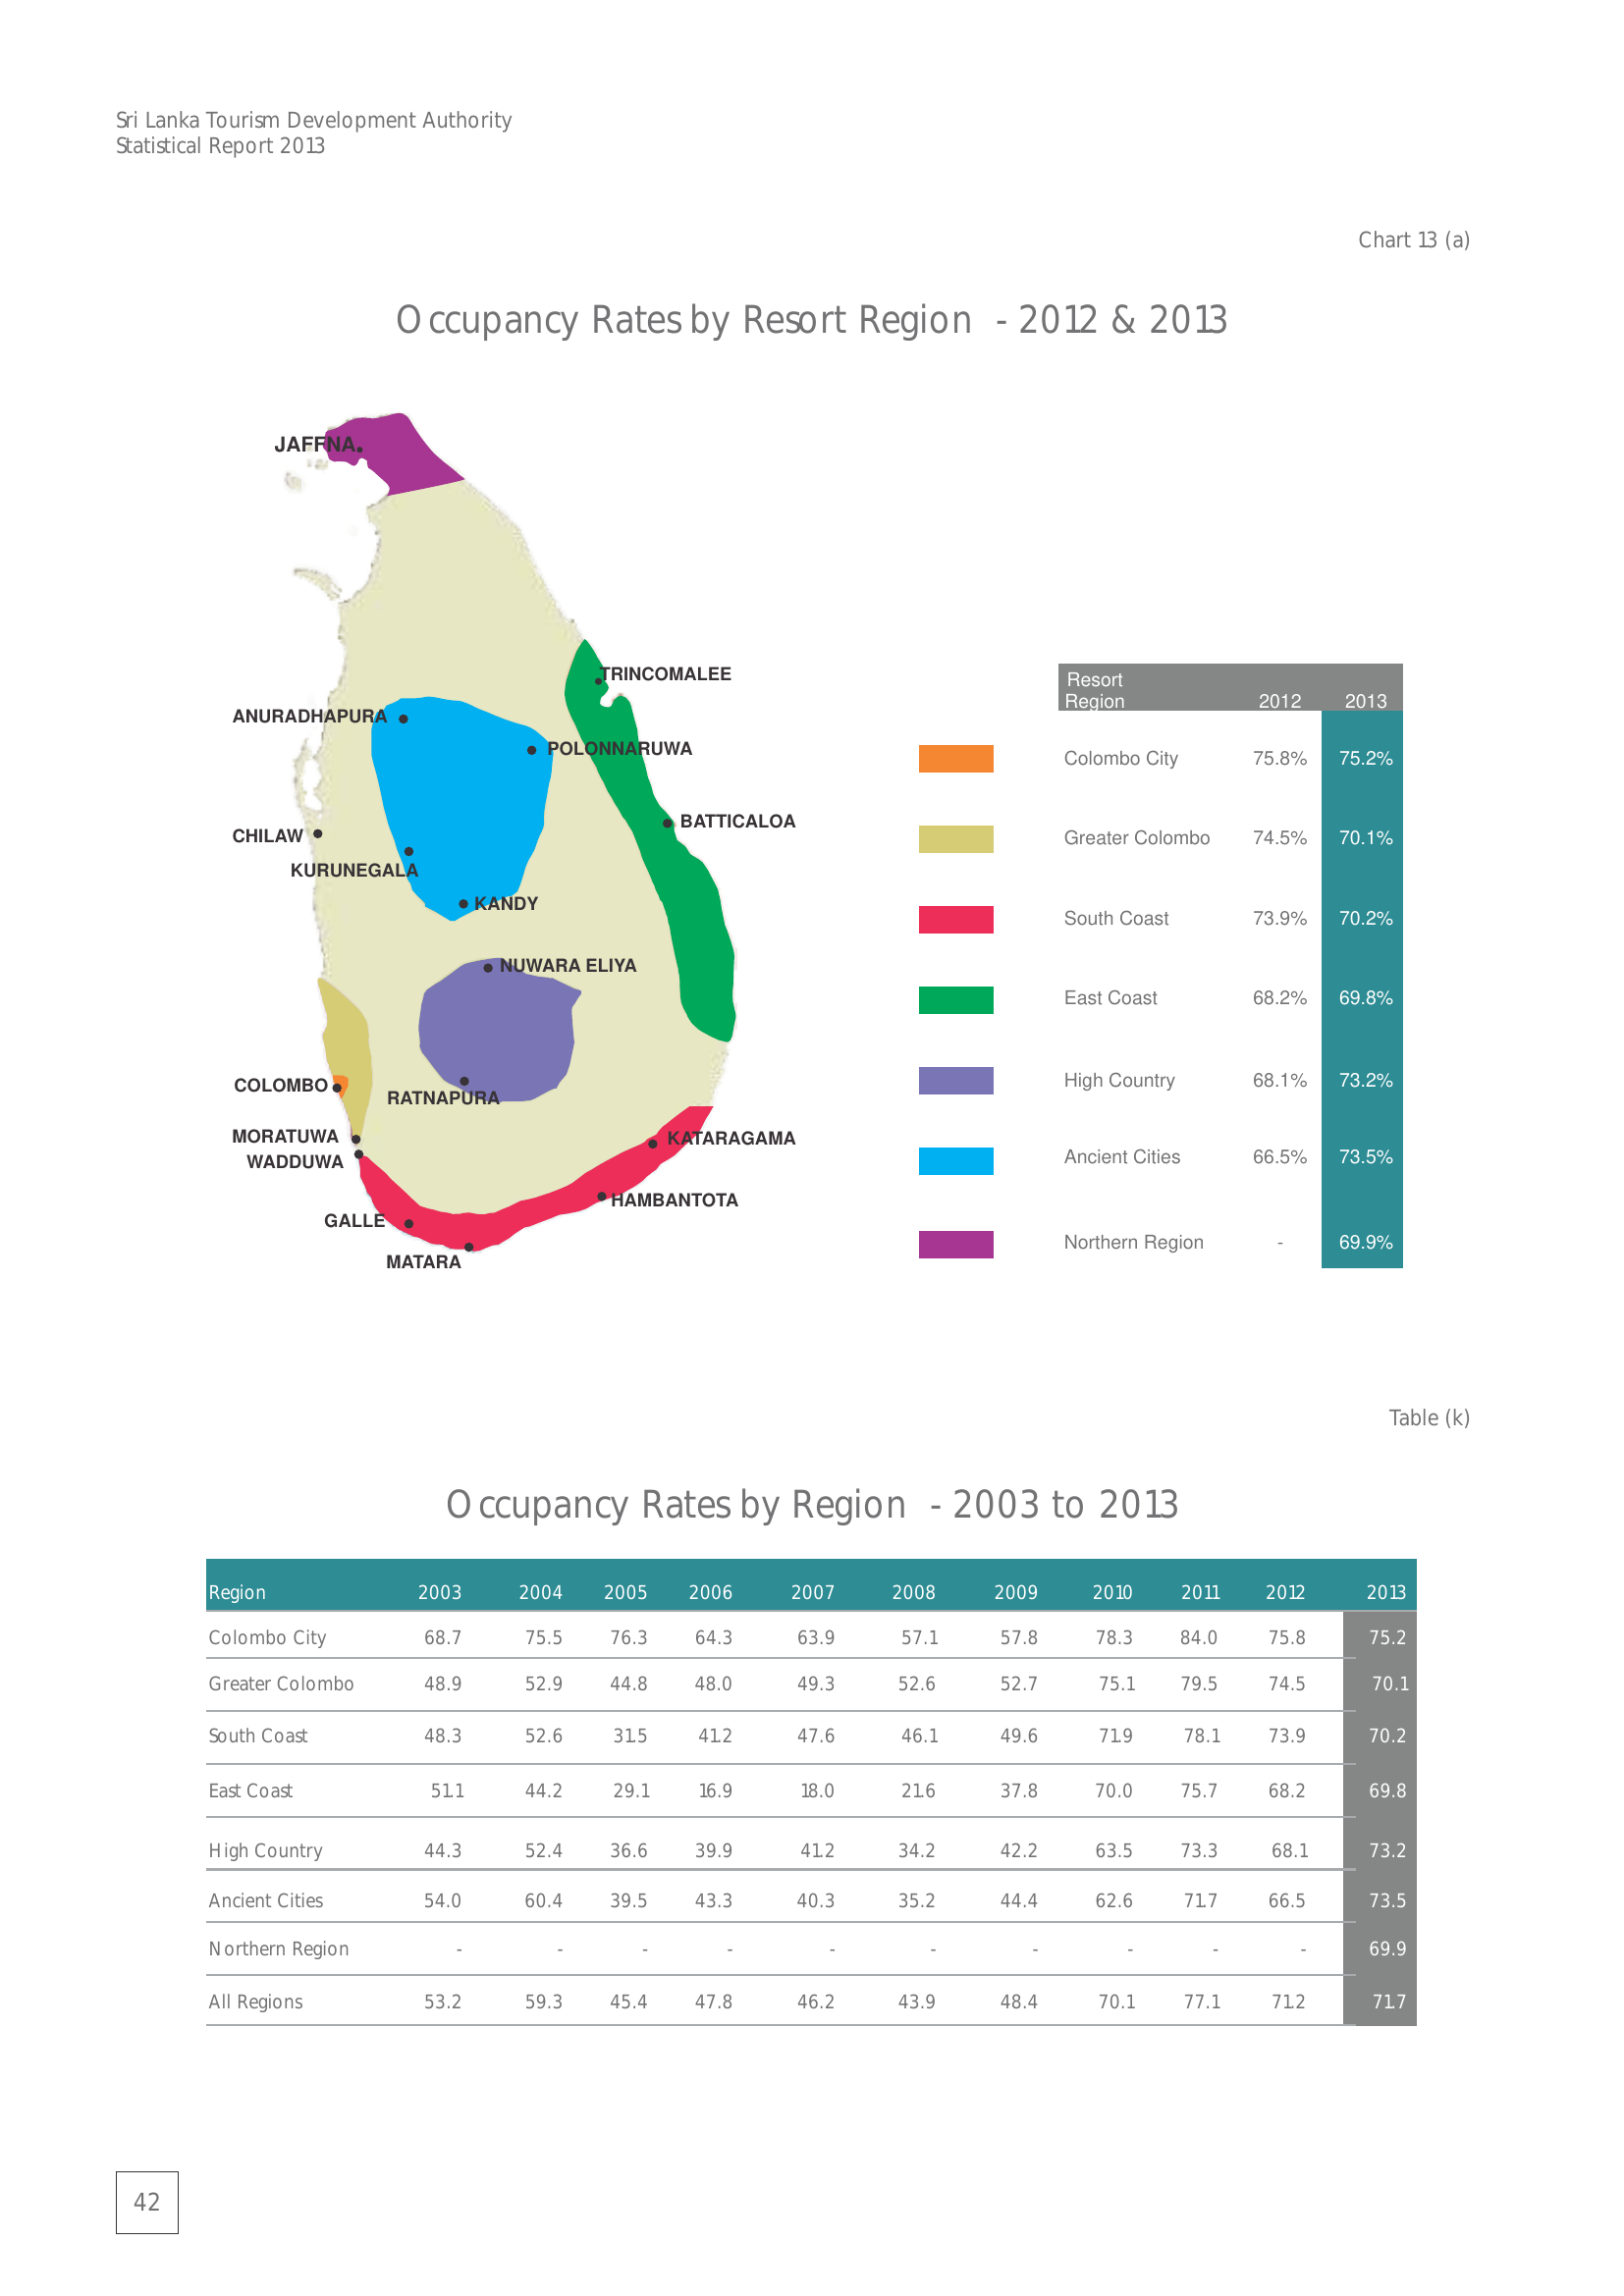 Sri Lanka Tourism Development Authority
Statistical Report 2013
Chart 13 (a)
Occupancy Rates by Resort Region - 2012 & 2013
JAFFNA
TRINCOMALEE
ANURADHAPURA
POLONNARUWA
BATTICALOA
CHILAW
KURUNEGALA
KANDY
NUWARA ELIYA
COLOMBO
RATNAPURA
MORATUWA
KATARAGAMA
WADDUWA
HAMBANTOTA
GALLE
MATARA
Resort
Region 2012 2013
Colombo City 75.8% 75.2%
Greater Colombo 74.5% 70.1%
South Coast 73.9% 70.2%
East Coast 68.2% 69.8%
High Country 68.1% 73.2%
Ancient Cities 66.5% 73.5%
Northern Region - 69.9%
Table (k)
Occupancy Rates by Region - 2003 to 2013
Region 2003 2004 2005 2006 2007 2008 2009 2010 2011 2012 2013
Colombo City 68.7 75.5 76.3 64.3 63.9 57.1 57.8 78.3 84.0 75.8 75.2
Greater Colombo 48.9 52.9 44.8 48.0 49.3 52.6 52.7 75.1 79.5 74.5 70.1
South Coast 48.3 52.6 31.5 41.2 47.6 46.1 49.6 71.9 78.1 73.9 70.2
East Coast 51.1 44.2 29.1 16.9 18.0 21.6 37.8 70.0 75.7 68.2 69.8
High Country 44.3 52.4 36.6 39.9 41.2 34.2 42.2 63.5 73.3 68.1 73.2
Ancient Cities 54.0 60.4 39.5 43.3 40.3 35.2 44.4 62.6 71.7 66.5 73.5
Northern Region - - - - - - - - - - 69.9
All Regions 53.2 59.3 45.4 47.8 46.2 43.9 48.4 70.1 77.1 71.2 71.7
42